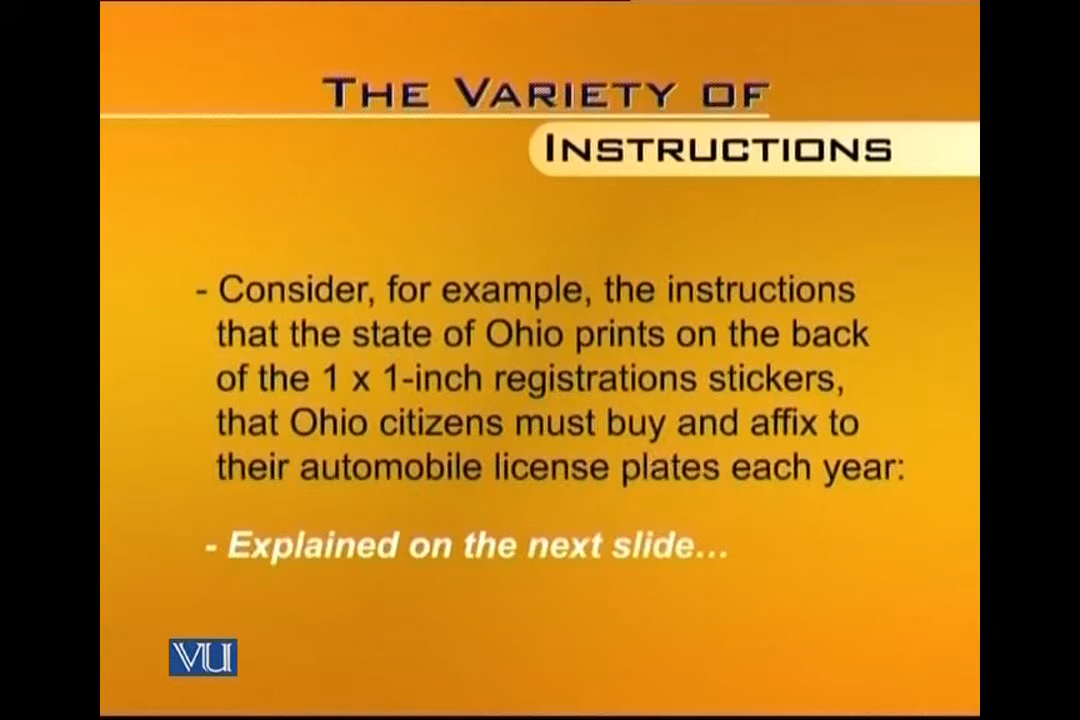 THE VARIETY OF
INSTRUCTIONS
- Consider, for example, the instructions
that the state of Ohio prints on the back
of the 1 x 1-inch registrations stickers,
that Ohio citizens must buy and affix to
their automobile license plates each year:
- Explained on the next slide...
VU